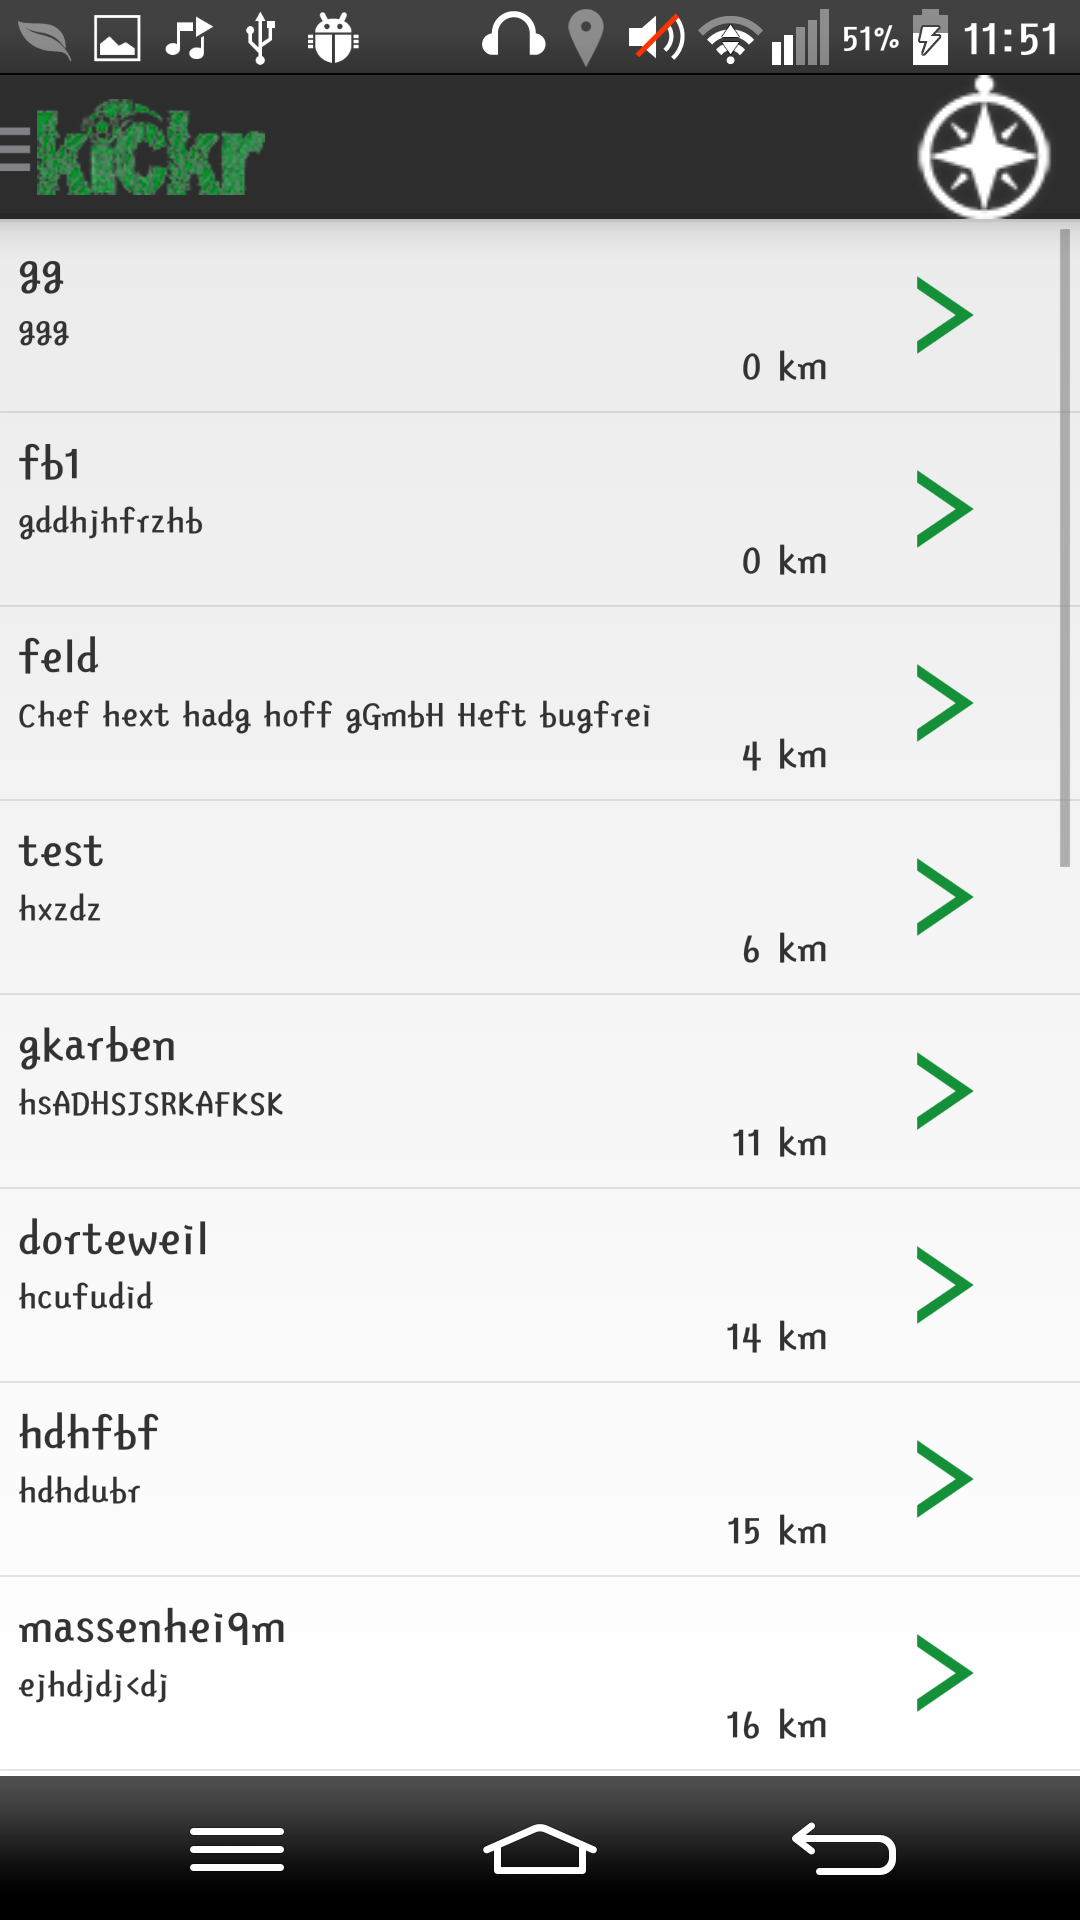 51% 11:51
kickr
gg
ggg
0 km
fb1
gddhjhfrzhb
0 km
feld
Chef hext hadg hoff gGmbH Heft bugfrei
4 km
test
hxzdz
6 km
gkarben
hsADHSJSRKAFKSK
11 km
dorteweil
hcufudid
14 km
hdhfbf
hdhdubr
15 km
massenhei9m
ejhdjdj<dj
16 km